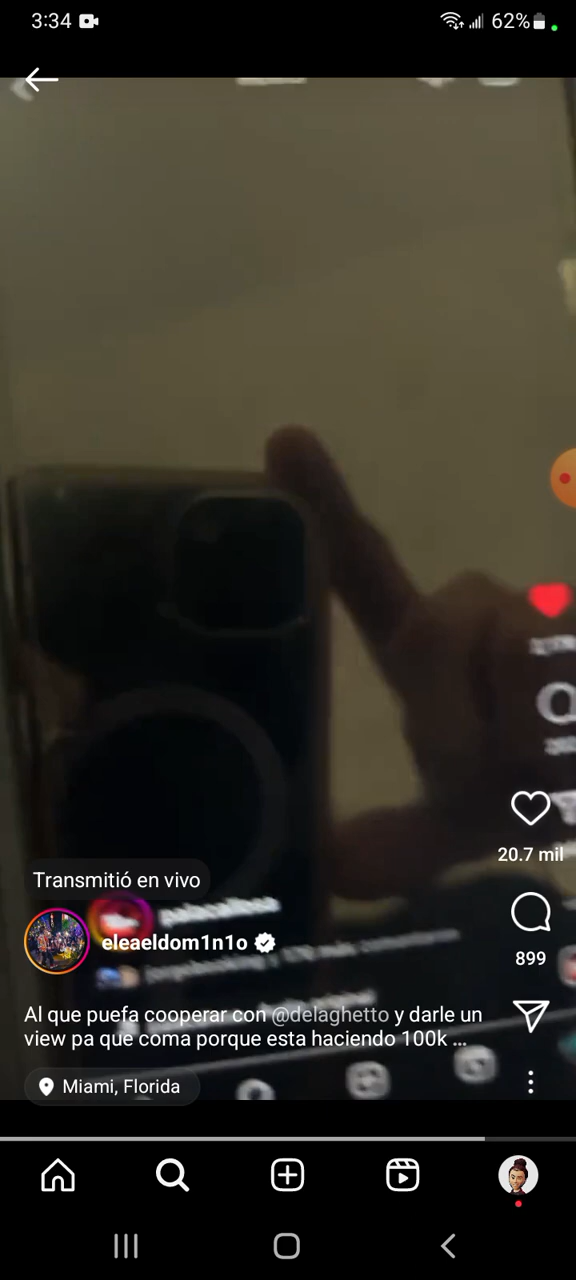 3:34
62%
Transmitió en vivo
eleaeldom1n1o
Al que puefa cooperar con @delaghetto y darle un
view pa que coma porque esta haciendo 100k ...
Miami, Florida
20.7 mil
899